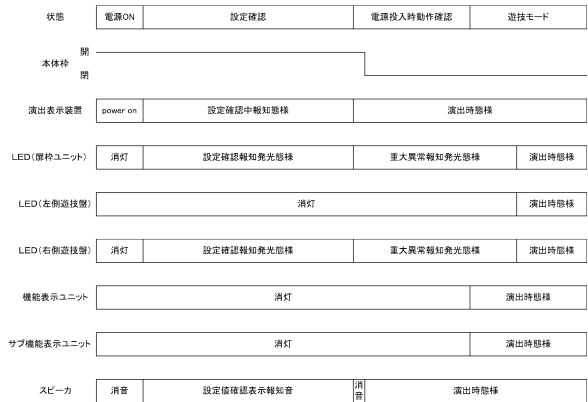 状態 電源ON 設定確認 電源投入時動作確認 遊技モード
開
本体枠
閉
演出表示装置 power on 設定確認中報知態様 演出時態様
LED(扉枠ユニット) 消灯 設定確認報知発光態様 重大異常報知発光態様 演出時態様
LED(左側遊技盤) 消灯 演出時態様
LED(右側遊技盤) 消灯 設定確認報知発光態様 重大異常報知発光態様 演出時態様
機能表示ユニット 消灯 演出時態様
サブ機能表示ユニット 消灯 演出時態様
スピーカ 消音 設定値確認表示報知音 消音 演出時態様